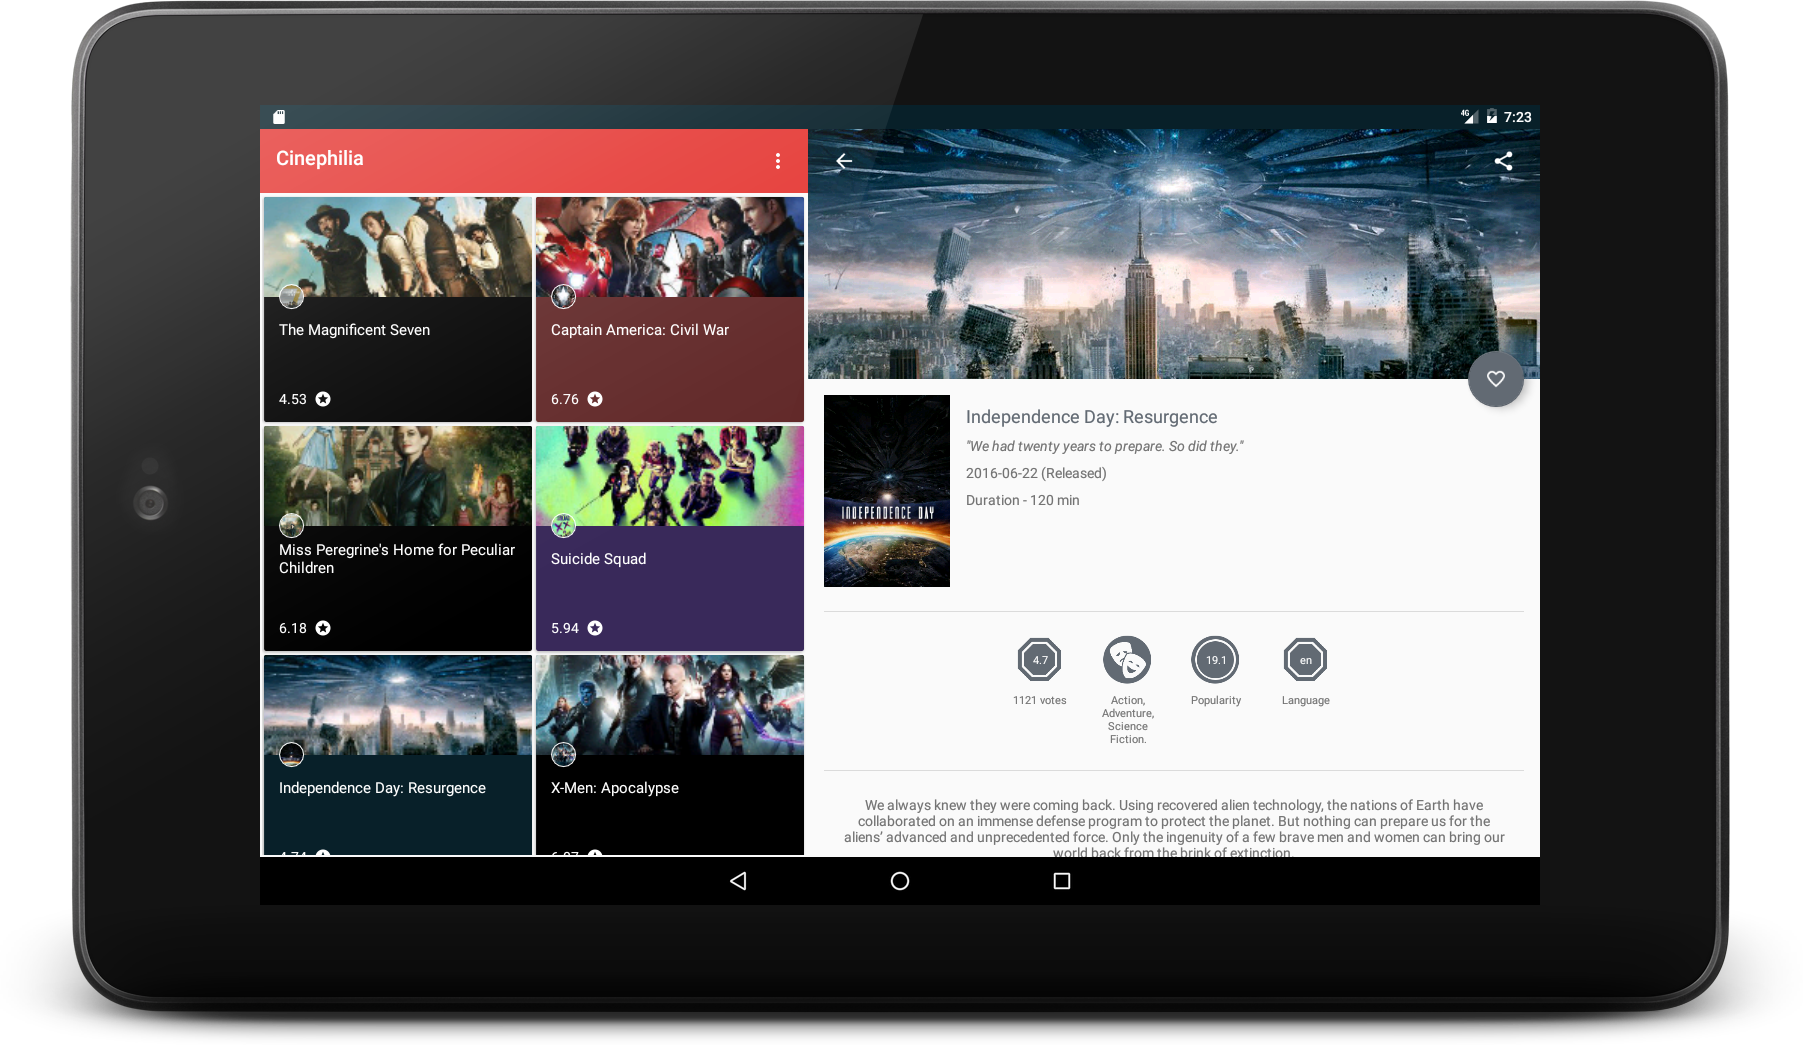 4G 7:23
Cinephilia
The Magnificent Seven
4.53
Captain America: Civil War
6.76
Miss Peregrine's Home for Peculiar
Children
6.18
Suicide Squad
5.94
Independence Day: Resurgence
4.74
X-Men: Apocalypse
INDEPENDENCE DAY
RESURGENCE
Independence Day: Resurgence
"We had twenty years to prepare. So did they."
2016-06-22 (Released)
Duration - 120 min
4.7
1121 votes
Action,
Adventure,
Science
Fiction.
19.1
Popularity
en
Language
We always knew they were coming back. Using recovered alien technology, the nations of Earth have
collaborated on an immense defense program to protect the planet. But nothing can prepare us for the
aliens’ advanced and unprecedented force. Only the ingenuity of a few brave men and women can bring our
world back from the brink of extinction.